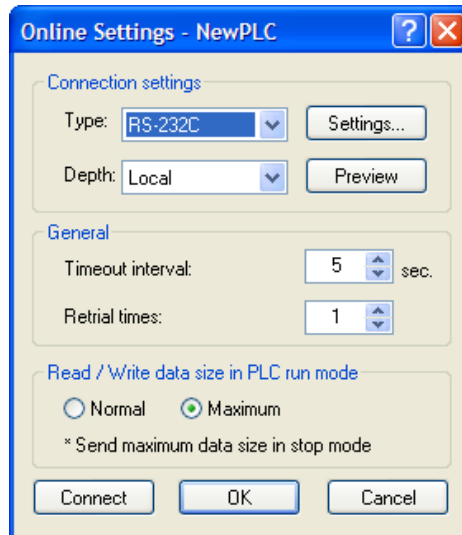 Online Settings - NewPLC
Connection settings
Type: RS-232C Settings...
Depth: Local Preview
General
Timeout interval: 5 sec.
Retrial times: 1
Read / Write data size in PLC run mode
Normal Maximum
* Send maximum data size in stop mode
Connect OK Cancel